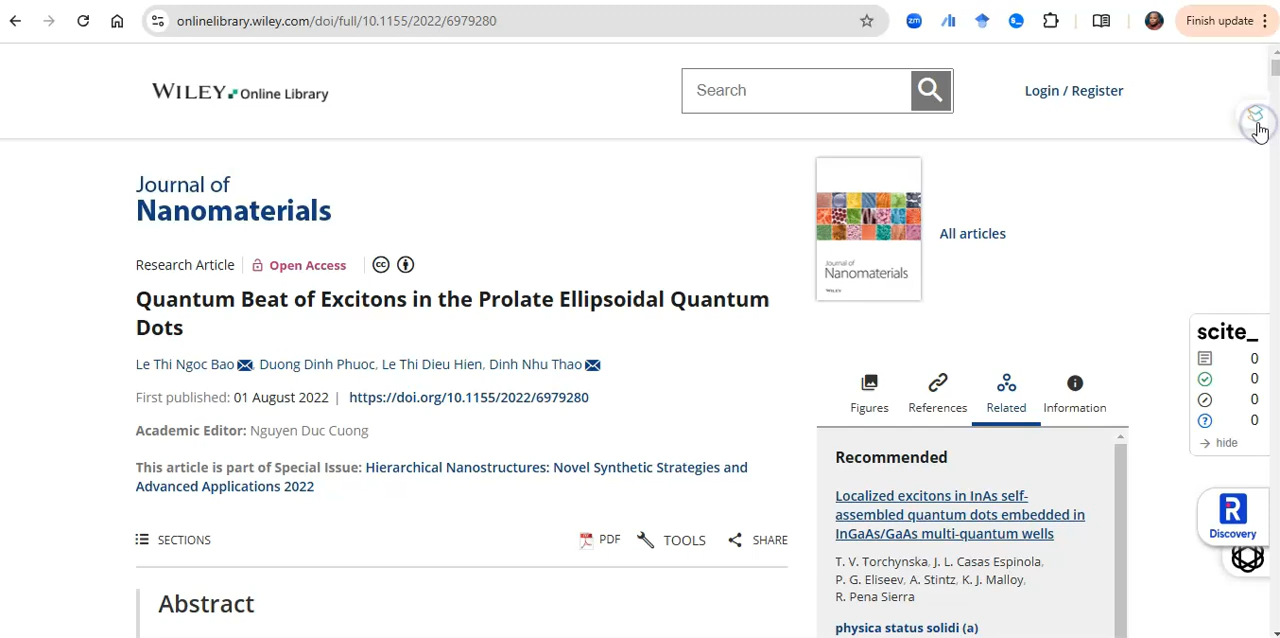 onlinelibrary.wiley.com/doi/full/10.1155/2022/6979280
zm
Finish update
WILEY Online Library
Search
Login / Register
Journal of
Nanomaterials
All articles
Journal of
Nanomaterials
WILEY
Research Article
Open Access
cc
Quantum Beat of Excitons in the Prolate Ellipsoidal Quantum
Dots
Le Thi Ngoc Bao, Duong Dinh Phuoc, Le Thi Dieu Hien, Dinh Nhu Thao
First published: 01 August 2022 | https://doi.org/10.1155/2022/6979280
Academic Editor: Nguyen Duc Cuong
This article is part of Special Issue: Hierarchical Nanostructures: Novel Synthetic Strategies and
Advanced Applications 2022
SECTIONS
PDF
TOOLS
SHARE
Abstract
Figures
References
Related
Information
Recommended
Localized excitons in InAs self-
assembled quantum dots embedded in
InGaAs/GaAs multi-quantum wells
T. V. Torchynska, J. L. Casas Espinola,
P. G. Eliseev, A. Stintz, K. J. Malloy,
R. Pena Sierra
physica status solidi (a)
scite_
0
0
0
? 0
→ hide
R
Discovery